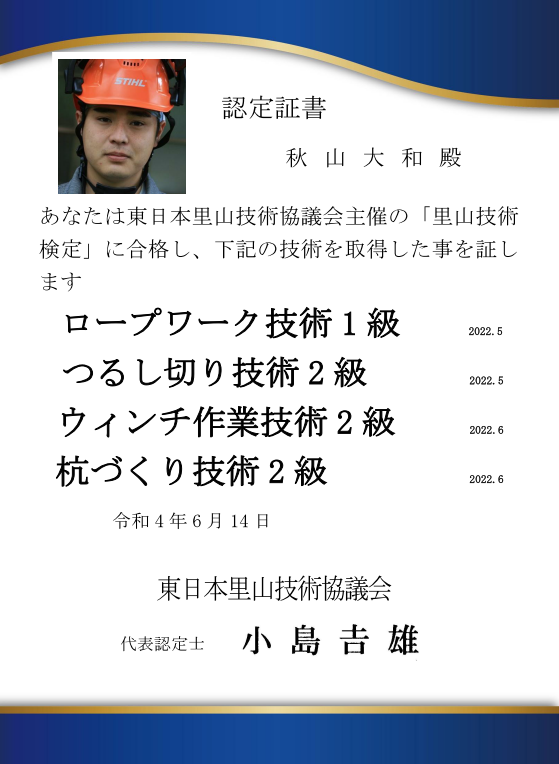 STIHL
認定証書
秋山大和殿
あなたは東日本里山技術協議会主催の「里山技術
検定」に合格し、下記の技術を取得した事を証し
ます
ロープワーク技術1級 2022.5
つるし切り技術2級 2022.5
ウィンチ作業技術2級 2022.6
杭づくり技術2級 2022.6
令和4年6月14日
東日本里山技術協議会
代表認定士 小島𠮷雄